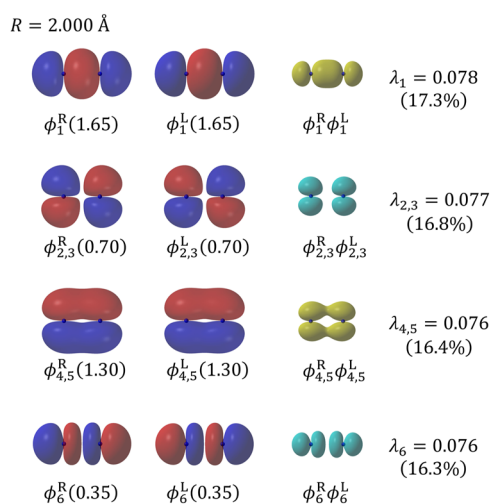 R = 2.000 Å
ϕ₁ᴿ(1.65) ϕ₁ᴸ(1.65) ϕ₁ᴿϕ₁ᴸ λ₁ = 0.078
(17.3%)
ϕ₂,₃ᴿ(0.70) ϕ₂,₃ᴸ(0.70) ϕ₂,₃ᴿϕ₂,₃ᴸ λ₂,₃ = 0.077
(16.8%)
ϕ₄,₅ᴿ(1.30) ϕ₄,₅ᴸ(1.30) ϕ₄,₅ᴿϕ₄,₅ᴸ λ₄,₅ = 0.076
(16.4%)
ϕ₆ᴿ(0.35) ϕ₆ᴸ(0.35) ϕ₆ᴿϕ₆ᴸ λ₆ = 0.076
(16.3%)